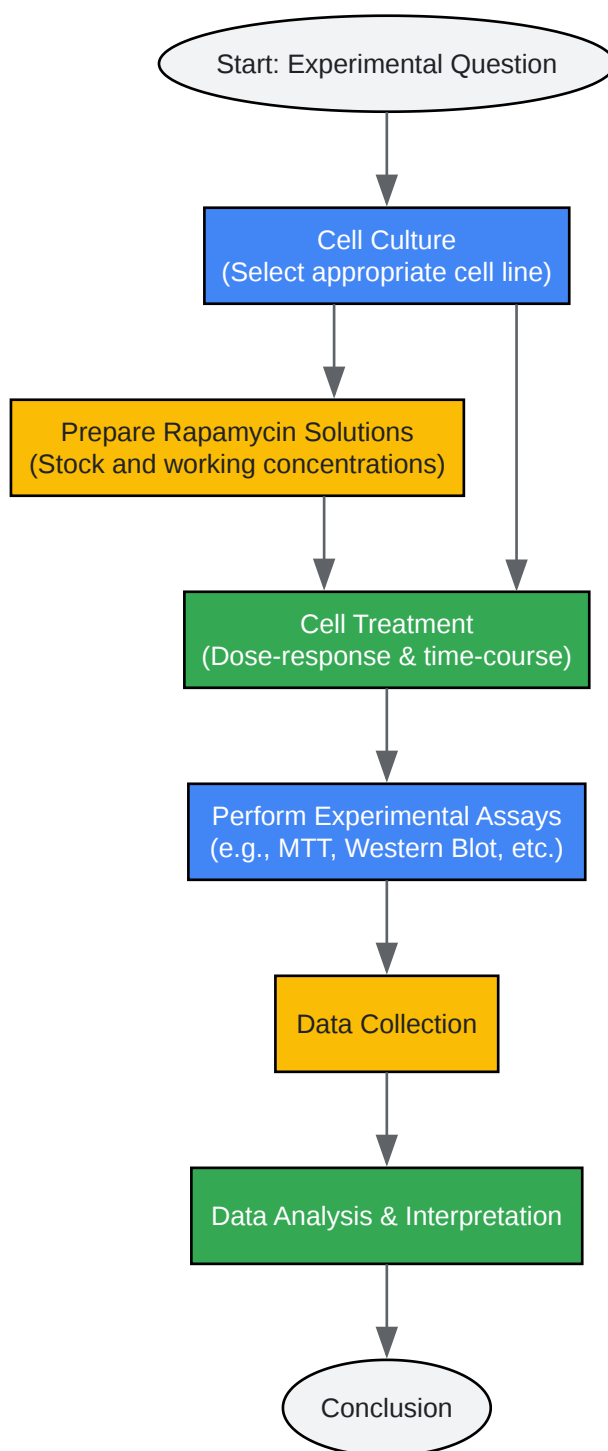 Start: Experimental Question
Cell Culture
(Select appropriate cell line)
Prepare Rapamycin Solutions
(Stock and working concentrations)
Cell Treatment
(Dose-response & time-course)
Perform Experimental Assays
(e.g., MTT, Western Blot, etc.)
Data Collection
Data Analysis & Interpretation
Conclusion